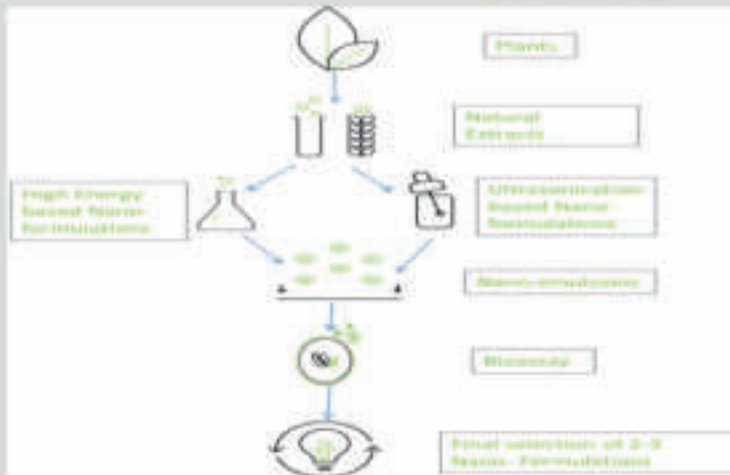 Plants
Natural
Extracts
High Energy
based Nano-
formulations
Ultrasonication
based Nano
formulations
Nano-emulsions
Bioassay
Final selection of 2-3
Nano- Formulations